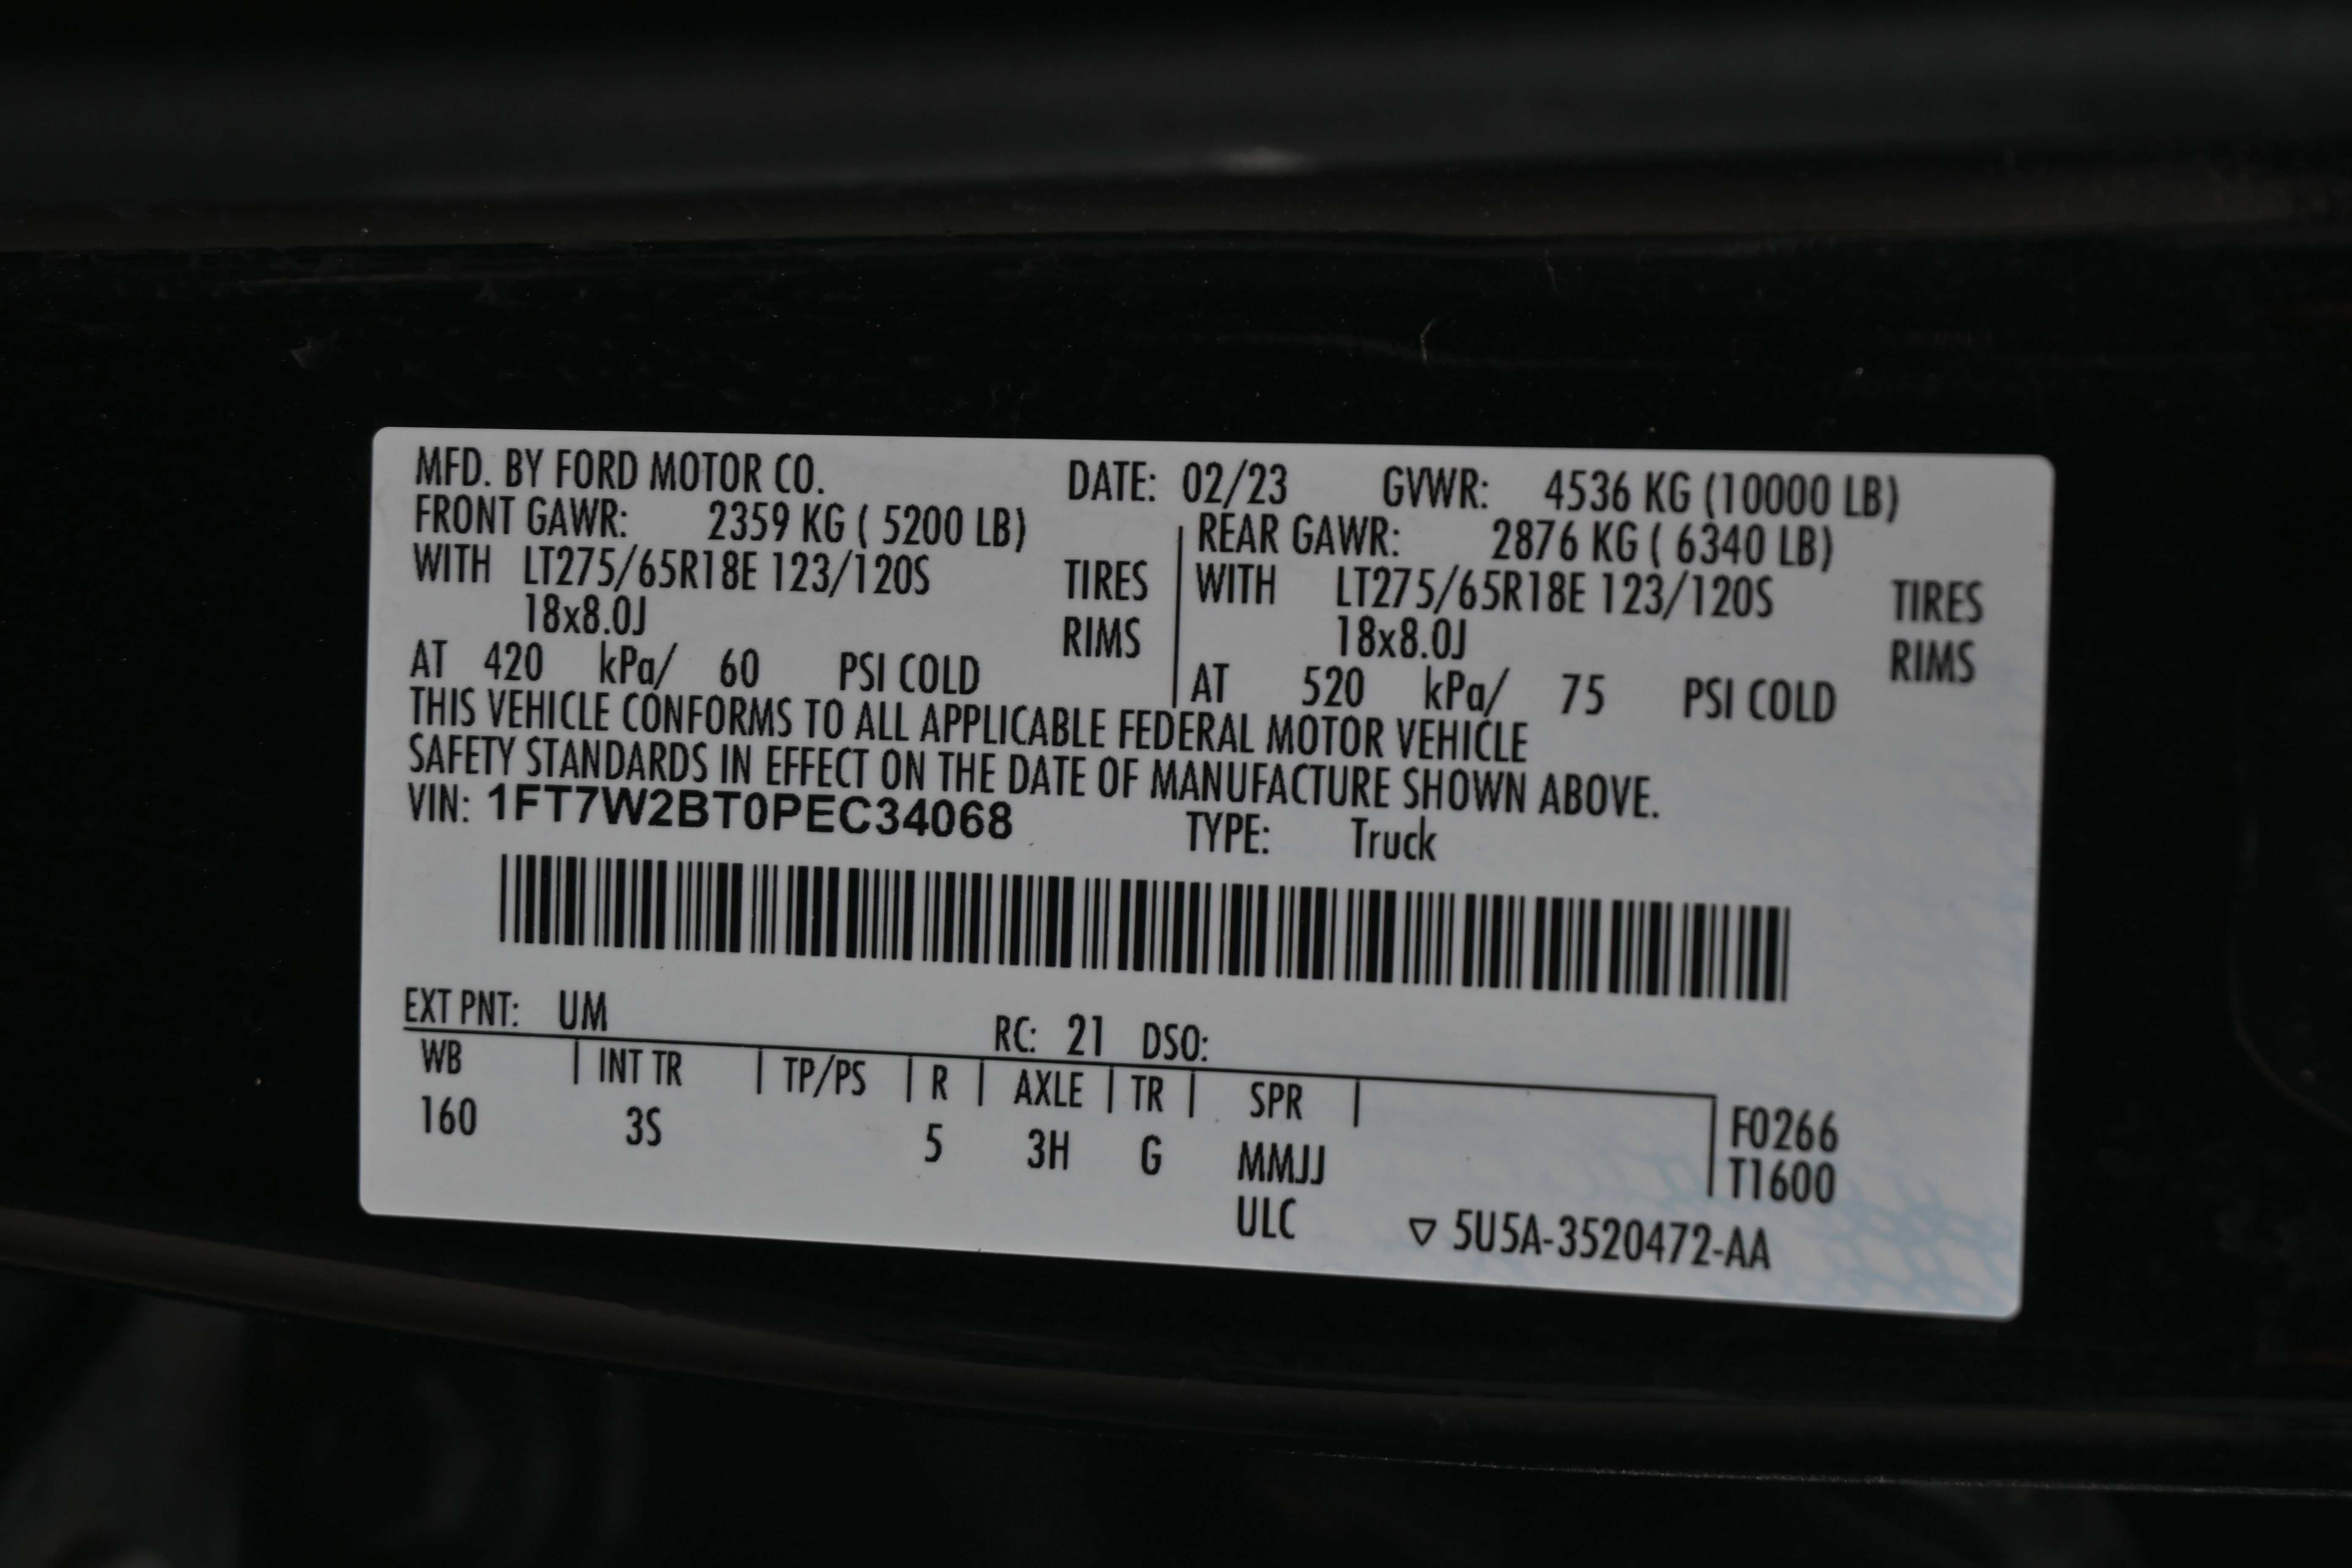 MFD. BY FORD MOTOR CO. DATE: 02/23 GVWR: 4536 KG (10000 LB)
FRONT GAWR: 2359 KG ( 5200 LB) REAR GAWR: 2876 KG ( 6340 LB)
WITH LT275/65R18E 123/120S TIRES WITH LT275/65R18E 123/120S TIRES
18x8.0J RIMS 18x8.0J RIMS
AT 420 kPa/ 60 PSI COLD AT 520 kPa/ 75 PSI COLD
THIS VEHICLE CONFORMS TO ALL APPLICABLE FEDERAL MOTOR VEHICLE
SAFETY STANDARDS IN EFFECT ON THE DATE OF MANUFACTURE SHOWN ABOVE.
VIN: 1FT7W2BT0PEC34068 TYPE: Truck
EXT PNT: UM RC: 21 DSO:
WB | INT TR | TP/PS | R | AXLE | TR | SPR | F0266
160 3S 5 3H G MMJJ T1600
ULC ▽ 5U5A-3520472-AA